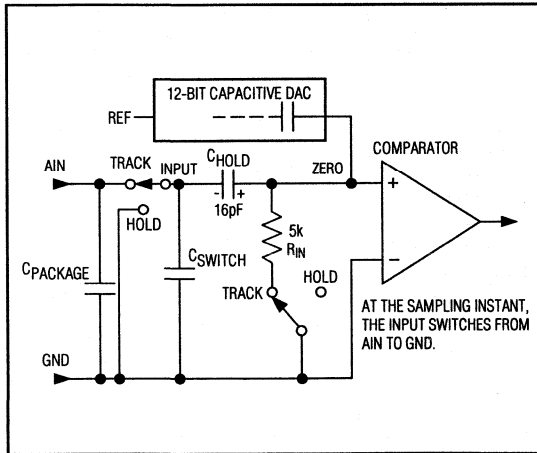 12-BIT CAPACITIVE DAC
REF
COMPARATOR
AIN
TRACK
INPUT
CHOLD
ZERO
+
- +
16pF
HOLD
5k
RIN
CSWITCH
HOLD
−
CPACKAGE
TRACK
AT THE SAMPLING INSTANT,
THE INPUT SWITCHES FROM
AIN TO GND.
GND